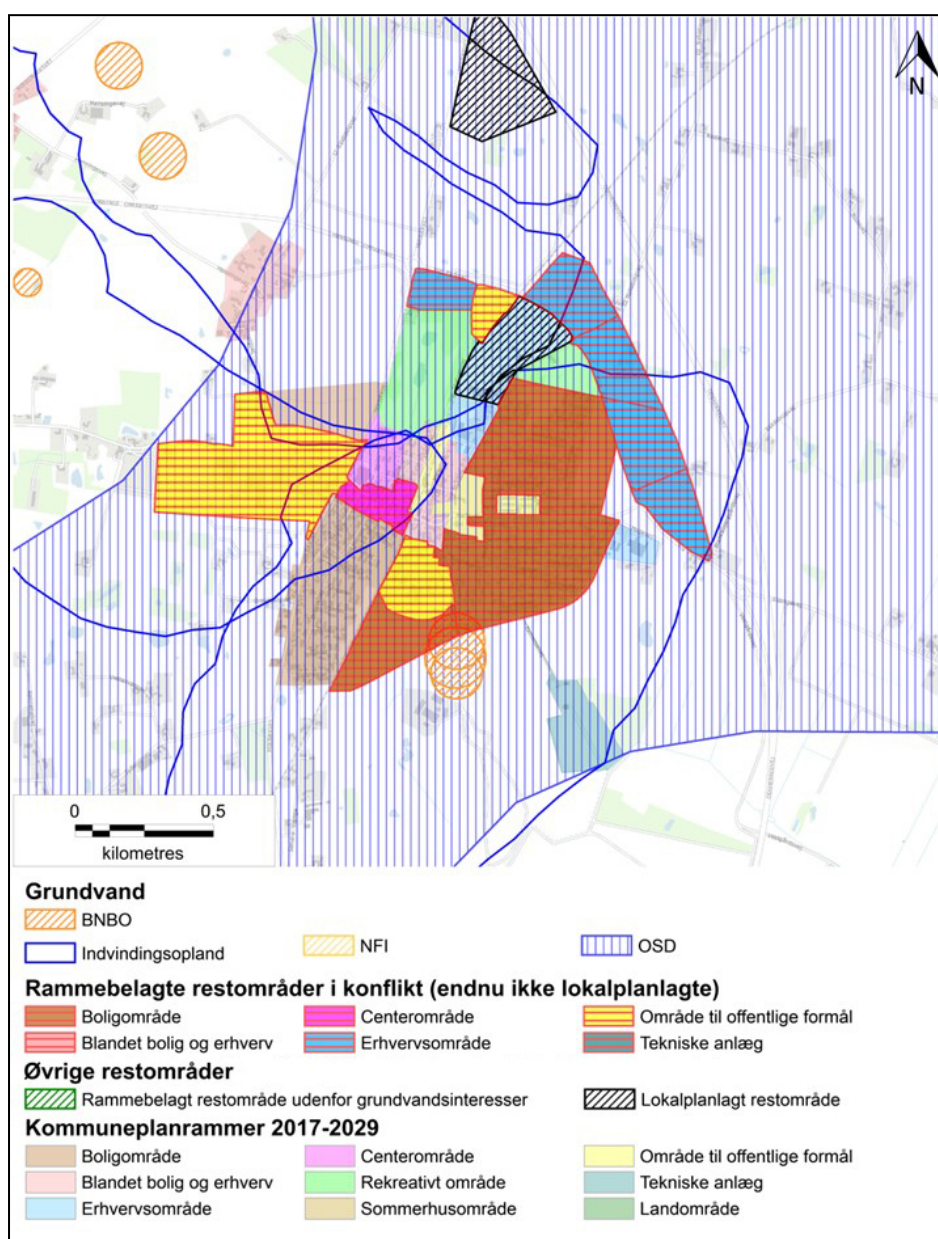 N
0 0,5
kilometres
Grundvand
BNBO
Indvindingsopland NFI OSD
Rammebelagte restområder i konflikt (endnu ikke lokalplanlagte)
Boligområde Centerområde Område til offentlige formål
Blandet bolig og erhverv Erhvervsområde Tekniske anlæg
Øvrige restområder
Rammebelagt restområde udenfor grundvandsinteresser Lokalplanlagt restområde
Kommuneplanrammer 2017-2029
Boligområde Centerområde Område til offentlige formål
Blandet bolig og erhverv Rekreativt område Tekniske anlæg
Erhvervsområde Sommerhusområde Landområde